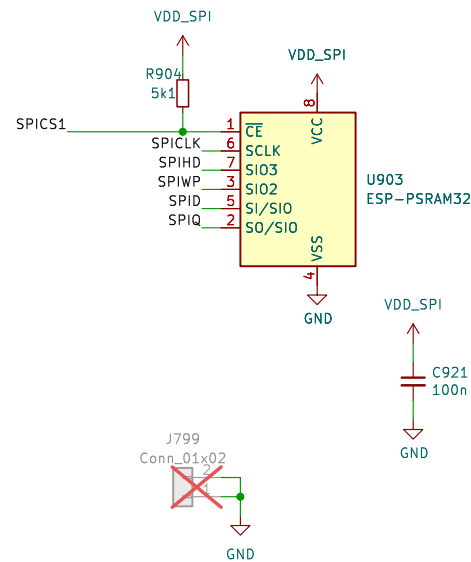 VDD_SPI
R904
5k1
VDD_SPI
8
VCC
SPICS1
1
CE
SPICLK
6
SCLK
SPIHD
7
SIO3
SPIWP
3
SIO2
SPID
5
SI/SIO
SPIQ
2
SO/SIO
U903
ESP-PSRAM32
VSS
4
GND
VDD_SPI
C921
100n
GND
J799
Conn_01x02
2
1
GND